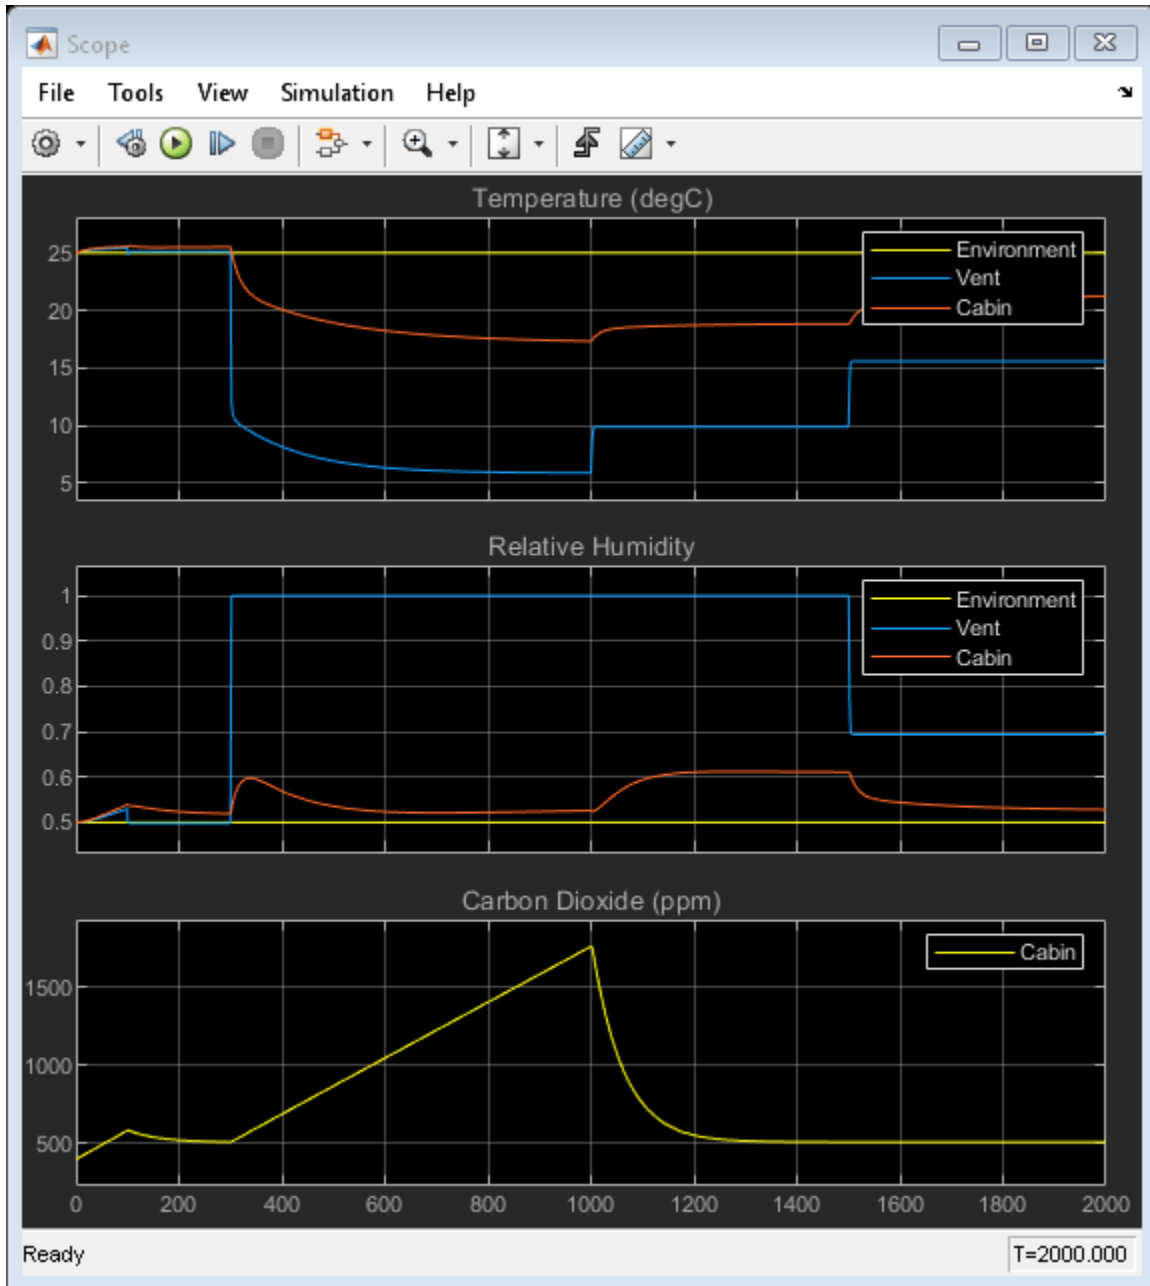 Scope
File Tools View Simulation Help
Temperature (degC)
25
20
15
10
5
Environment
Vent
Cabin
Relative Humidity
1
0.9
0.8
0.7
0.6
0.5
Environment
Vent
Cabin
Carbon Dioxide (ppm)
1500
1000
500
Cabin
0 200 400 600 800 1000 1200 1400 1600 1800 2000
Ready T=2000.000